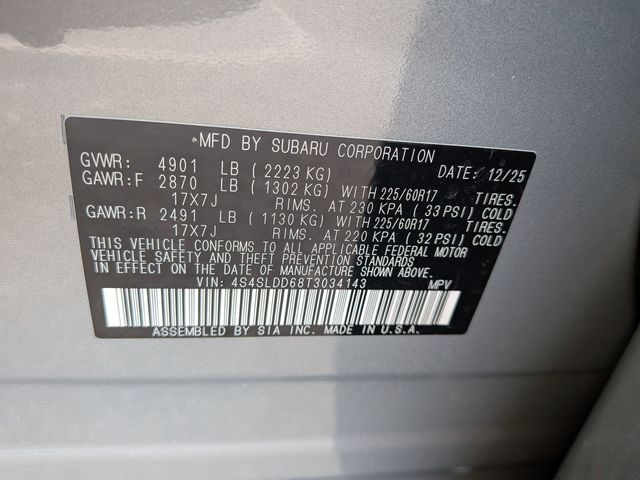 MFD BY SUBARU CORPORATION
GVWR: 4901 LB (2223 KG) DATE: 12/25
GAWR:F 2870 LB (1302 KG) WITH 225/60R17 TIRES.
17X7J RIMS. AT 230 KPA (33 PSI) COLD
GAWR:R 2491 LB (1130 KG) WITH 225/60R17 TIRES.
17X7J RIMS. AT 220 KPA (32 PSI) COLD
THIS VEHICLE CONFORMS TO ALL APPLICABLE FEDERAL MOTOR
VEHICLE SAFETY AND THEFT PREVENTION STANDARDS
IN EFFECT ON THE DATE OF MANUFACTURE SHOWN ABOVE.
VIN: 4S4SLDD68T3034143 MPV
ASSEMBLED BY SIA INC. MADE IN U.S.A.